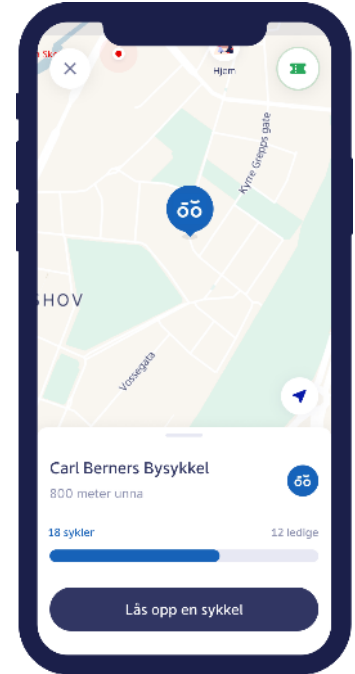 Hjem
Kyrre Grepps gate
SHOV
Vossegata
Carl Berners Bysykkel
800 meter unna
18 sykler
12 ledige
Lås opp en sykkel